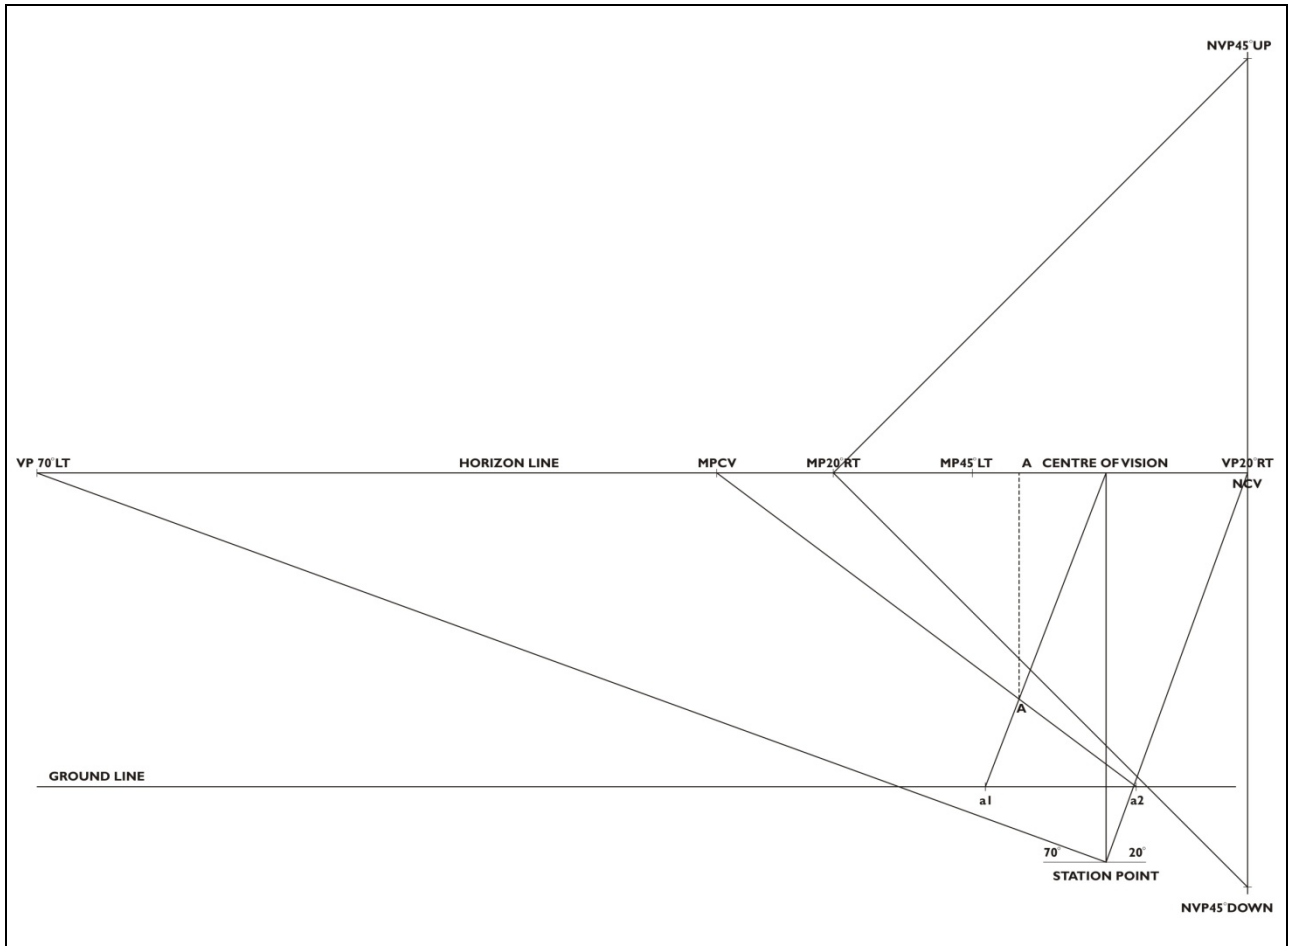 NVP45°UP
VP 70°LT
HORIZON LINE
MPCV
MP20°RT
MP45°LT
A
CENTRE OF VISION
VP20°RT
NCV
A
GROUND LINE
a1
a2
70°
20°
STATION POINT
NVP45°DOWN